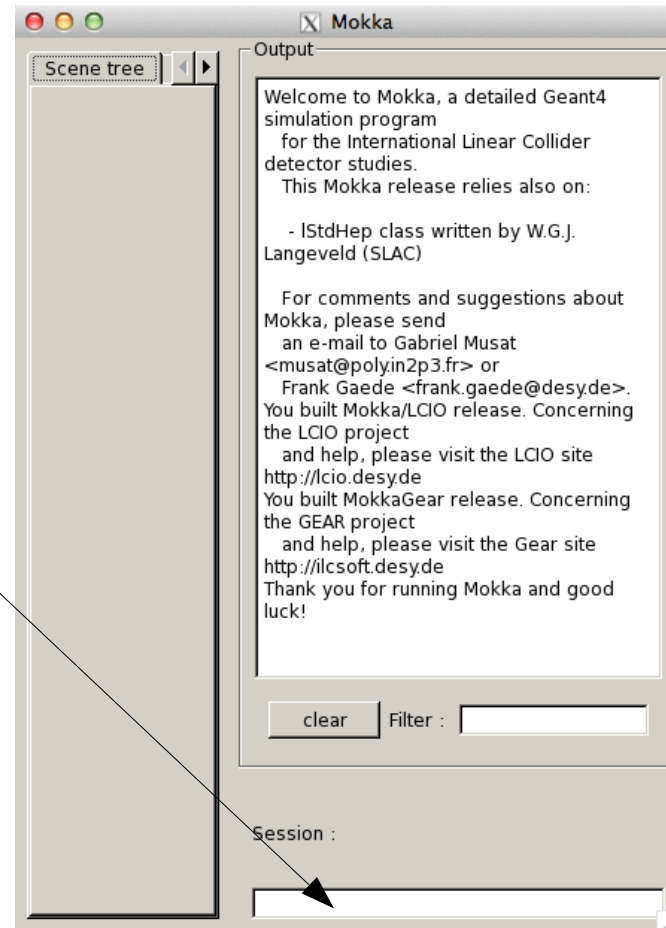 Mokka
Scene tree
Output
Welcome to Mokka, a detailed Geant4
simulation program
for the International Linear Collider
detector studies.
This Mokka release relies also on:
- lStdHep class written by W.G.J.
Langeveld (SLAC)
For comments and suggestions about
Mokka, please send
an e-mail to Gabriel Musat
<musat@poly.in2p3.fr> or
Frank Gaede <frank.gaede@desy.de>.
You built Mokka/LCIO release. Concerning
the LCIO project
and help, please visit the LCIO site
http://lcio.desy.de
You built MokkaGear release. Concerning
the GEAR project
and help, please visit the Gear site
http://ilcsoft.desy.de
Thank you for running Mokka and good
luck!
clear Filter :
Session :